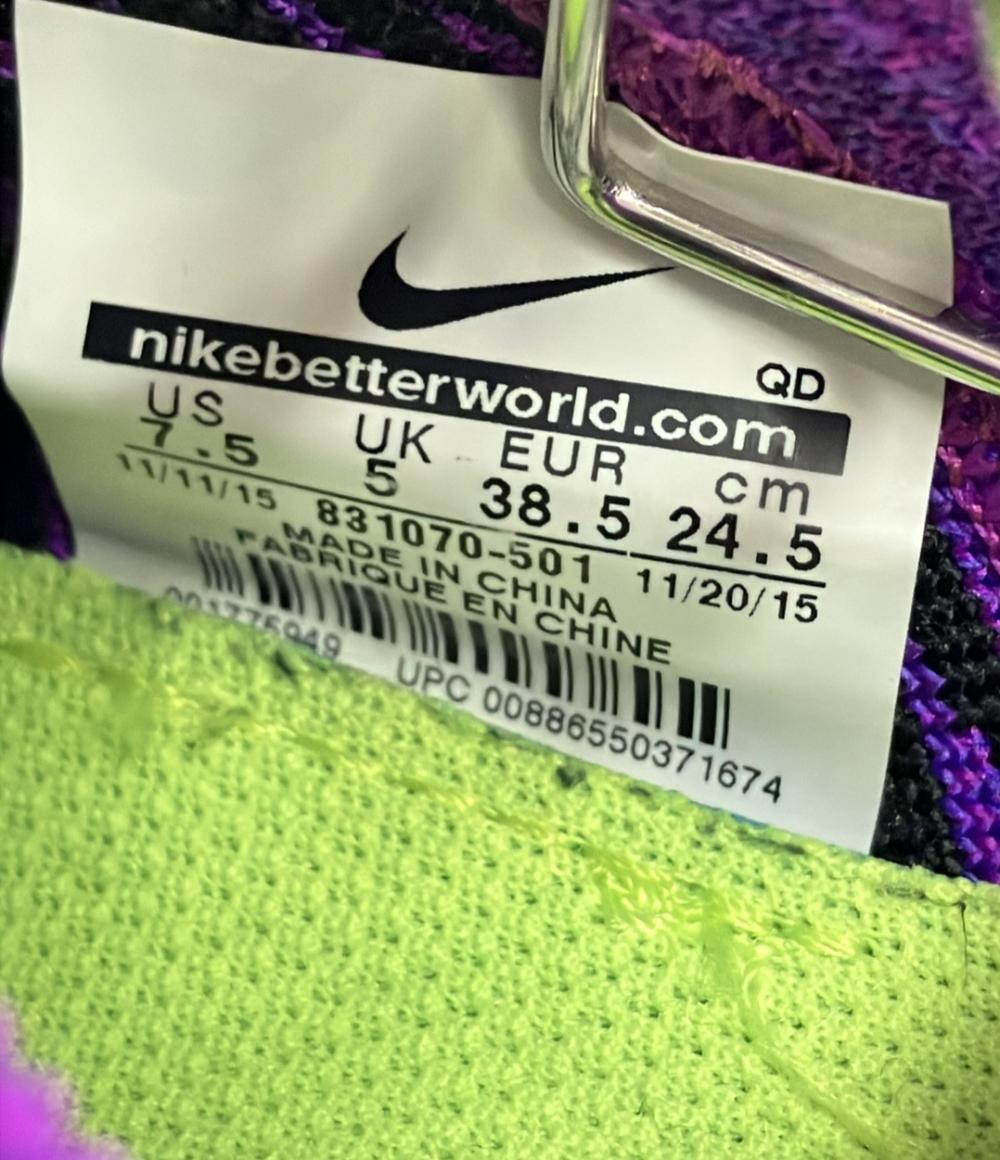 QD
nikebetterworld.com
US UK EUR cm
7.5 5 38.5 24.5
11/11/15 831070-501 11/20/15
MADE IN CHINA
FABRIQUE EN CHINE
UPC 00886550371674